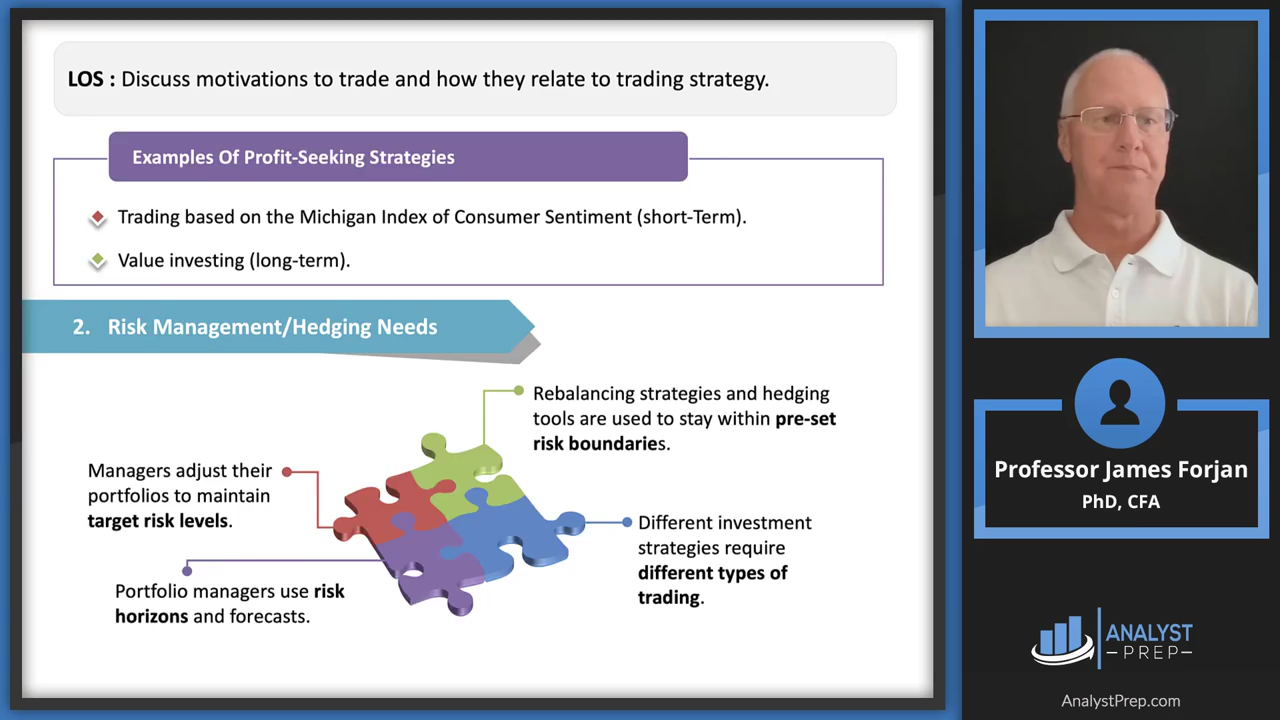 LOS : Discuss motivations to trade and how they relate to trading strategy.
Examples Of Profit-Seeking Strategies
Trading based on the Michigan Index of Consumer Sentiment (short-Term).
Value investing (long-term).
2. Risk Management/Hedging Needs
Rebalancing strategies and hedging
tools are used to stay within pre-set
risk boundaries.
Managers adjust their
portfolios to maintain
target risk levels.
Different investment
strategies require
different types of
trading.
Portfolio managers use risk
horizons and forecasts.
Professor James Forjan
PhD, CFA
ANALYST
PREP
AnalystPrep.com